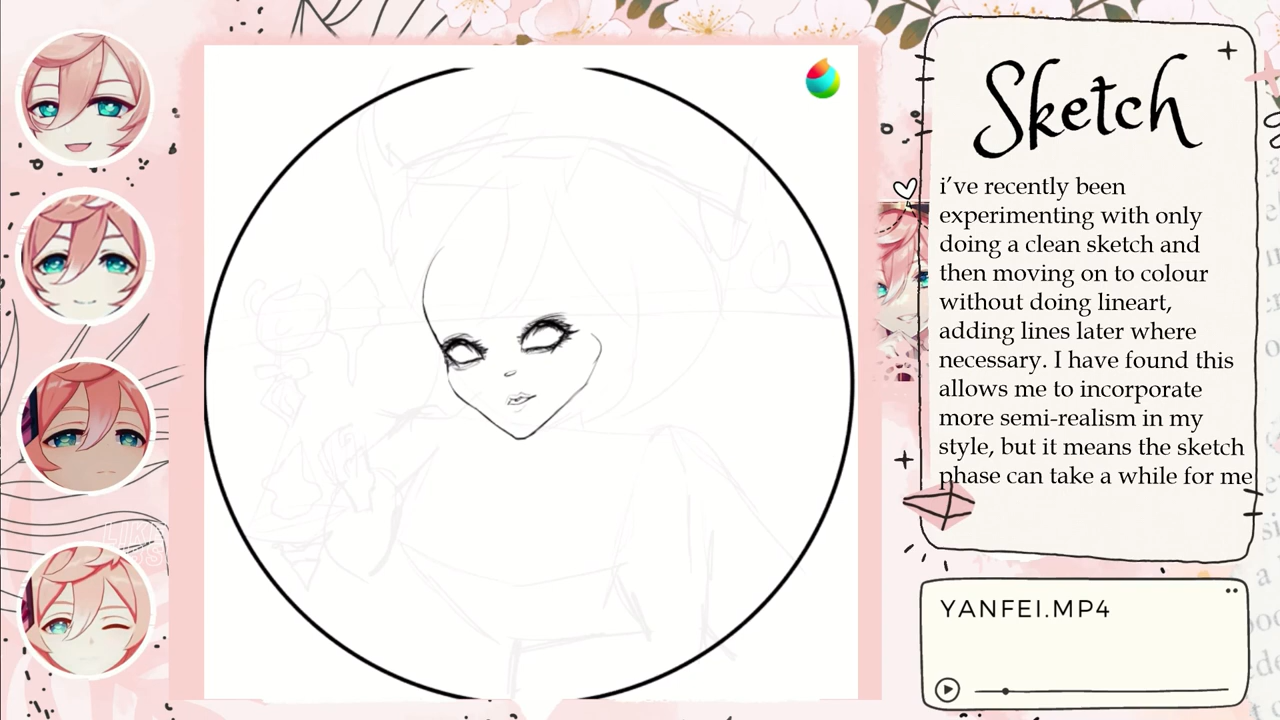 Sketch
i've recently been
experimenting with only
doing a clean sketch and
then moving on to colour
without doing lineart,
adding lines later where
necessary. I have found this
allows me to incorporate
more semi-realism in my
style, but it means the sketch
phase can take a while for me
YANFEI.MP4